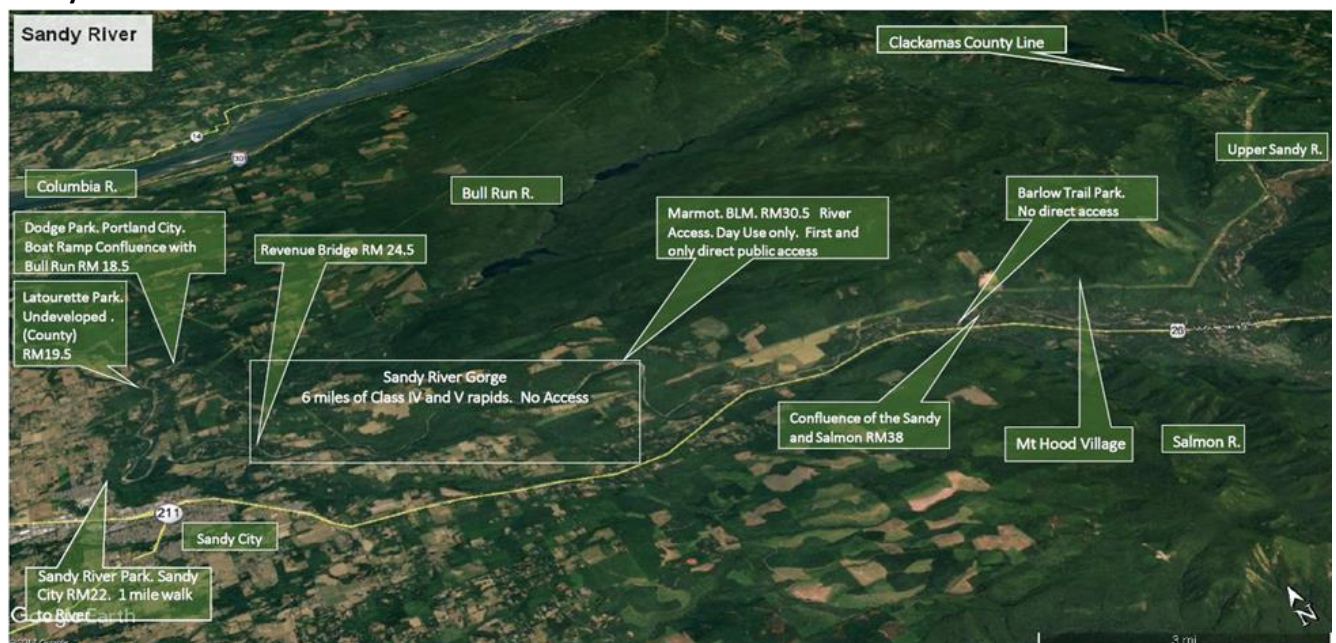 Sandy River
Clackamas County Line
14
30
Columbia R.
Bull Run R.
Upper Sandy R.
Dodge Park. Portland City.
Boat Ramp Confluence with
Bull Run RM 18.5
Revenue Bridge RM 24.5
Marmot. BLM. RM30.5 River
Access. Day Use only. First and
only direct public access
Barlow Trail Park.
No direct access
Latourette Park.
Undeveloped .
(County)
RM19.5
26
Sandy River Gorge
6 miles of Class IV and V rapids. No Access
Confluence of the Sandy
and Salmon RM38
Mt Hood Village
Salmon R.
211
Sandy City
Sandy River Park. Sandy
City RM22. 1 mile walk
to River
Google Earth
N
3 mi